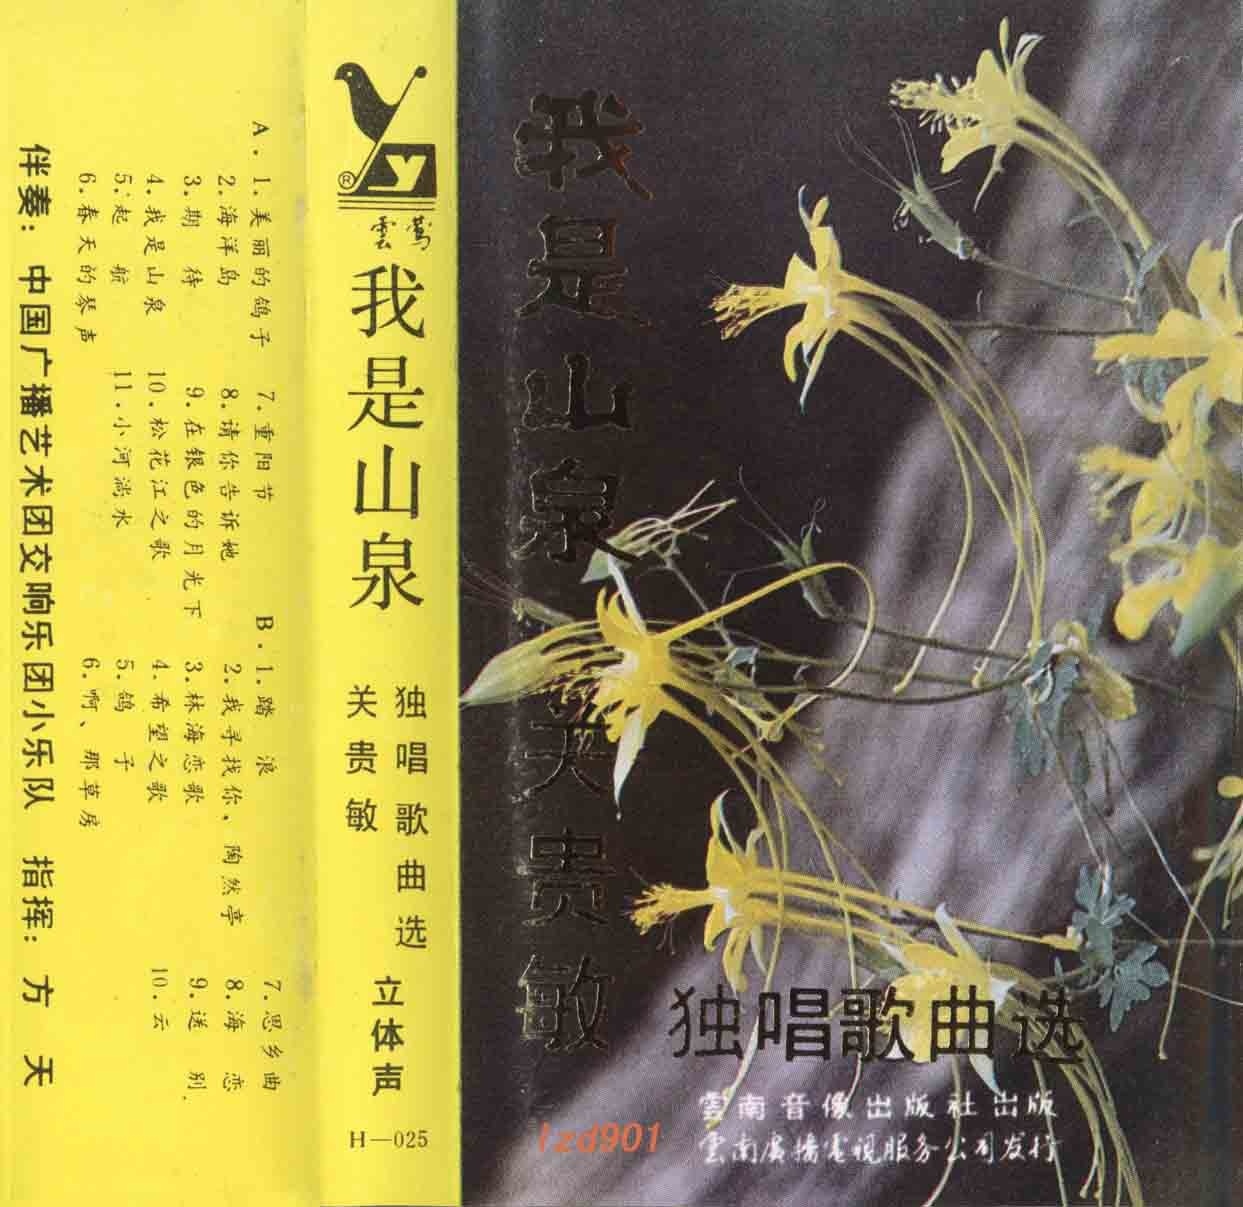 我是山泉
关贵敏
独唱歌曲选
雲南音像出版社出版
雲南廣播電視服务公司发行
lzd901
Y
®
雲鶯
我是山泉
独唱歌曲选
关贵敏
立体声
H—025
A.1.美丽的鸽子
2.海洋岛
3.期 待
4.我是山泉
5.起 航
6.春天的琴声
7.重阳节
8.请你告诉她
9.在银色的月光下
10.松花江之歌
11.小河淌水
B.1.踏 浪
2.我寻找你、陶然亭
3.林海恋歌
4.希望之歌
5.鸽 子
6.啊、那草房
7.思乡曲
8.海 恋
9.送 别
10.云
伴奏：中国广播艺术团交响乐团小乐队 指挥：方 天